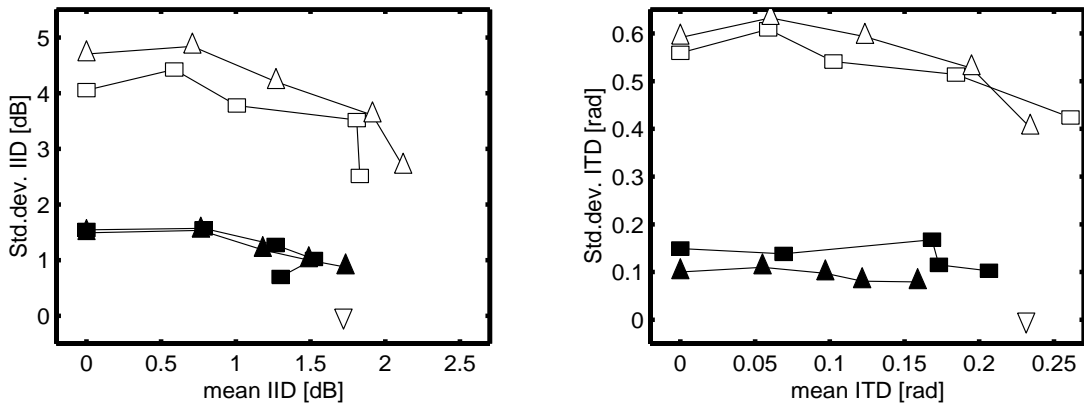 5
4
3
2
1
0
Std.dev. IID [dB]
0 0.5 1 1.5 2 2.5
mean IID [dB]
0.6
0.5
0.4
0.3
0.2
0.1
0
Std.dev. ITD [rad]
0 0.05 0.1 0.15 0.2 0.25
mean ITD [rad]